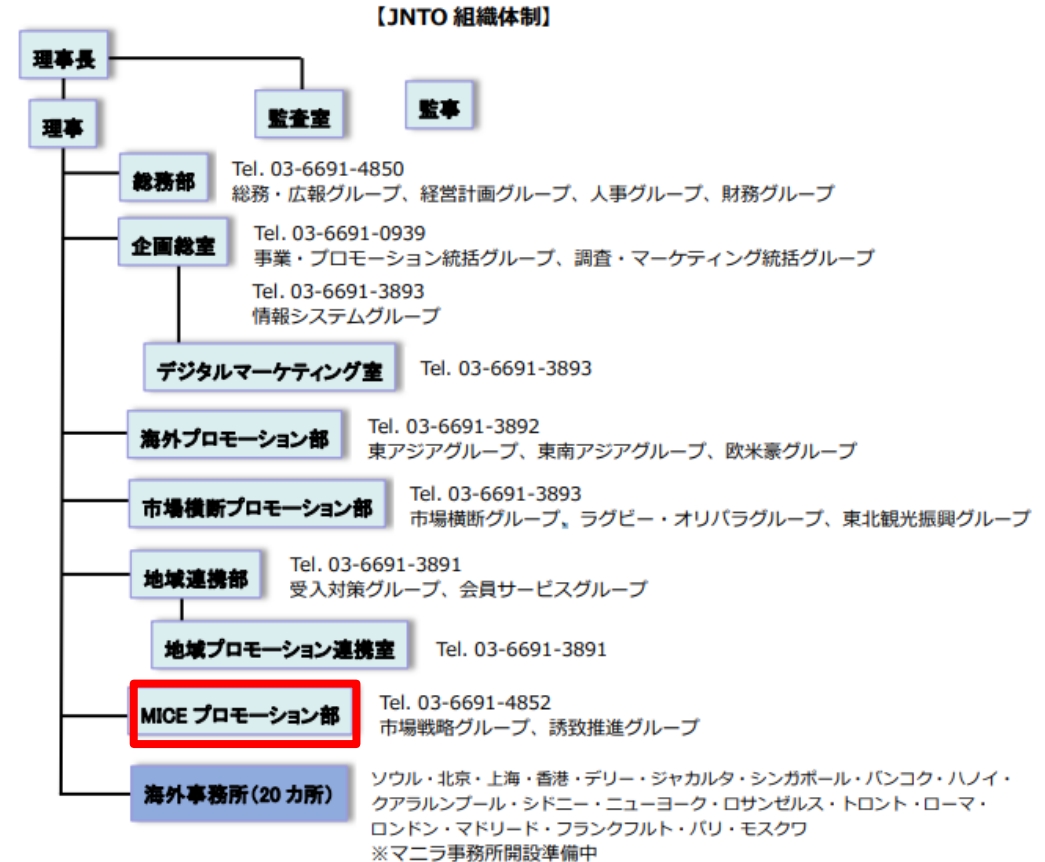 【JNTO 組織体制】
理事長
理事
監査室
監事
総務部
Tel. 03-6691-4850
総務・広報グループ、経営計画グループ、人事グループ、財務グループ
企画総室
Tel. 03-6691-0939
事業・プロモーション統括グループ、調査・マーケティング統括グループ
Tel. 03-6691-3893
情報システムグループ
デジタルマーケティング室
Tel. 03-6691-3893
海外プロモーション部
Tel. 03-6691-3892
東アジアグループ、東南アジアグループ、欧米豪グループ
市場横断プロモーション部
Tel. 03-6691-3893
市場横断グループ、ラグビー・オリパラグループ、東北観光振興グループ
地域連携部
Tel. 03-6691-3891
受入対策グループ、会員サービスグループ
地域プロモーション連携室
Tel. 03-6691-3891
MICE プロモーション部
Tel. 03-6691-4852
市場戦略グループ、誘致推進グループ
海外事務所(20 カ所)
ソウル・北京・上海・香港・デリー・ジャカルタ・シンガポール・バンコク・ハノイ・
クアラルンプール・シドニー・ニューヨーク・ロサンゼルス・トロント・ローマ・
ロンドン・マドリード・フランクフルト・パリ・モスクワ
※マニラ事務所開設準備中